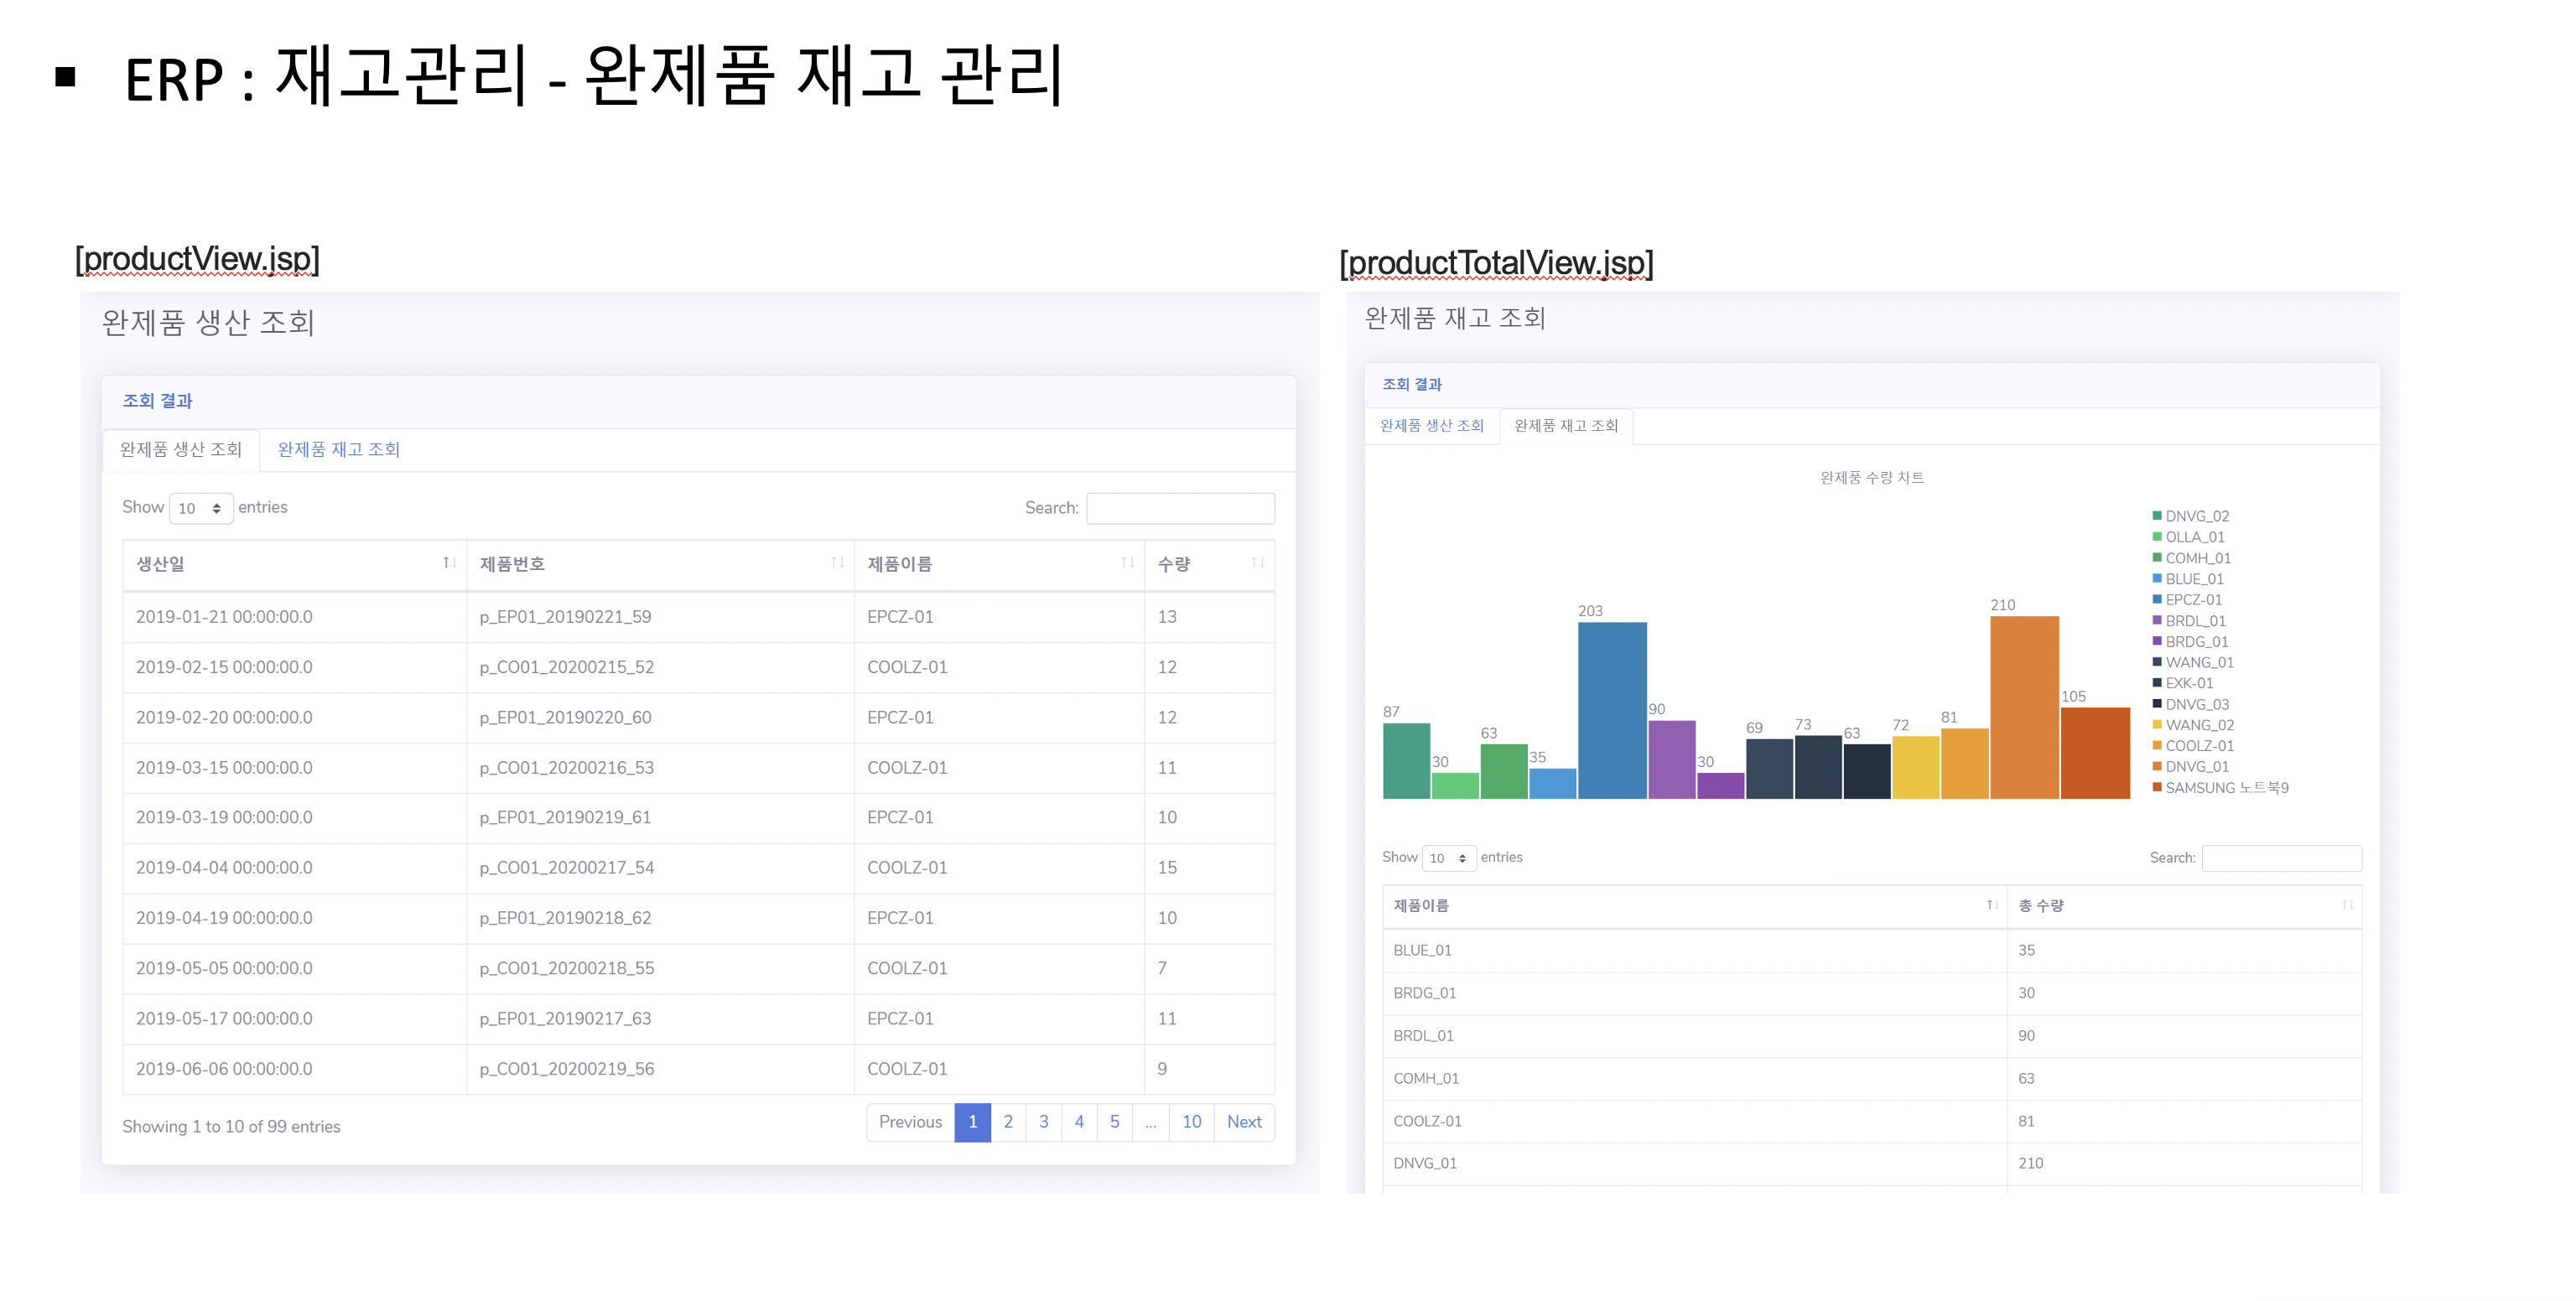 ▪ ERP : 재고관리 - 완제품 재고 관리
[productView.jsp]
완제품 생산 조회
조회 결과
완제품 생산 조회 완제품 재고 조회
Show 10 entries Search:
생산일 제품번호 제품이름 수량
2019-01-21 00:00:00.0 p_EP01_20190221_59 EPCZ-01 13
2019-02-15 00:00:00.0 p_CO01_20200215_52 COOLZ-01 12
2019-02-20 00:00:00.0 p_EP01_20190220_60 EPCZ-01 12
2019-03-15 00:00:00.0 p_CO01_20200216_53 COOLZ-01 11
2019-03-19 00:00:00.0 p_EP01_20190219_61 EPCZ-01 10
2019-04-04 00:00:00.0 p_CO01_20200217_54 COOLZ-01 15
2019-04-19 00:00:00.0 p_EP01_20190218_62 EPCZ-01 10
2019-05-05 00:00:00.0 p_CO01_20200218_55 COOLZ-01 7
2019-05-17 00:00:00.0 p_EP01_20190217_63 EPCZ-01 11
2019-06-06 00:00:00.0 p_CO01_20200219_56 COOLZ-01 9
Showing 1 to 10 of 99 entries Previous 1 2 3 4 5 ... 10 Next
[productTotalView.jsp]
완제품 재고 조회
조회 결과
완제품 생산 조회 완제품 재고 조회
완제품 수량 차트
87 30 63 35 203 90 30 69 73 63 72 81 210 105
DNVG_02
OLLA_01
COMH_01
BLUE_01
EPCZ-01
BRDL_01
BRDG_01
WANG_01
EXK-01
DNVG_03
WANG_02
COOLZ-01
DNVG_01
SAMSUNG 노트북9
Show 10 entries Search:
제품이름 총 수량
BLUE_01 35
BRDG_01 30
BRDL_01 90
COMH_01 63
COOLZ-01 81
DNVG_01 210